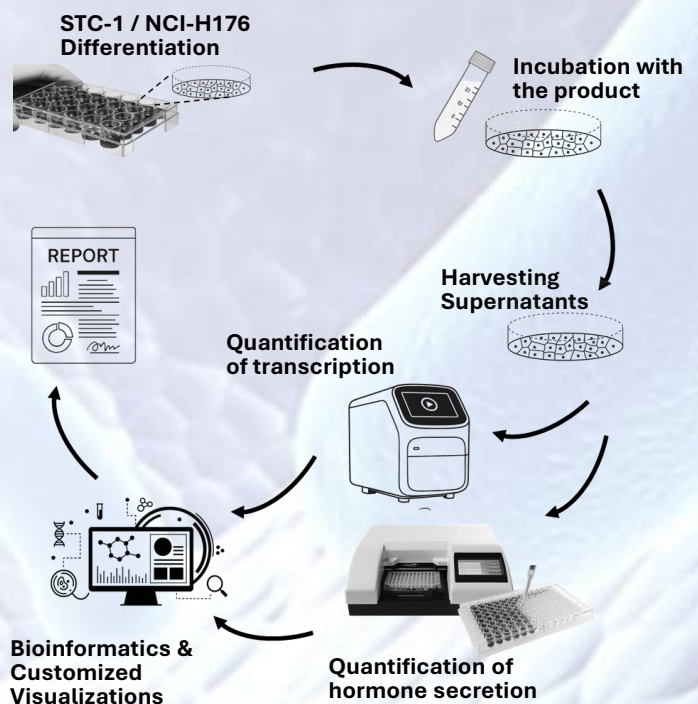 STC-1 / NCI-H176
Differentiation
Incubation with
the product
Harvesting
Supernatants
Quantification
of transcription
Quantification of
hormone secretion
Bioinformatics &
Customized
Visualizations
REPORT